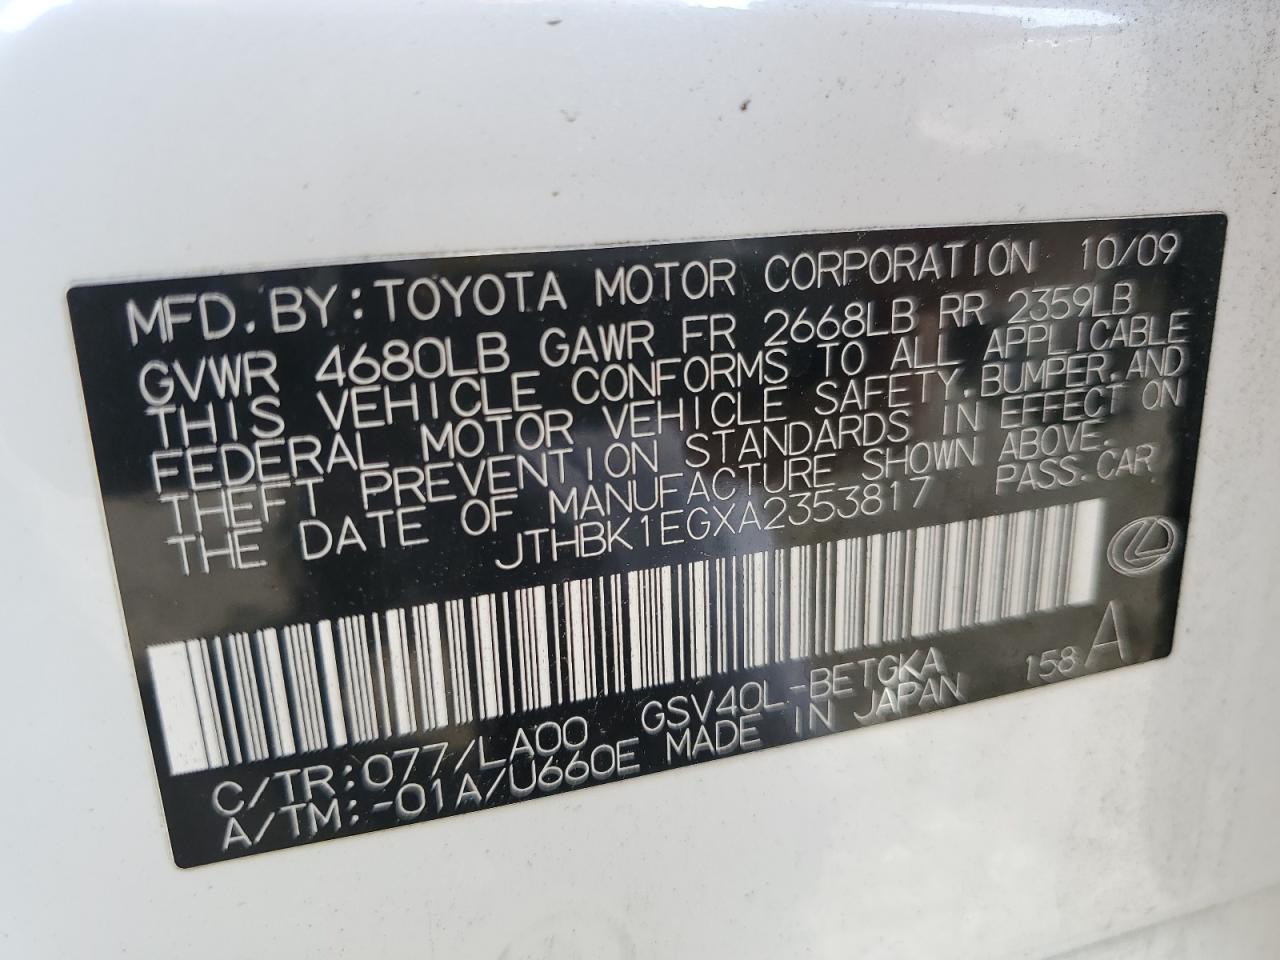 MFD. BY: TOYOTA MOTOR CORPORATION 10/09
GVWR 4680LB GAWR FR 2668LB RR 2359LB
THIS VEHICLE CONFORMS TO ALL APPLICABLE
FEDERAL MOTOR VEHICLE SAFETY, BUMPER, AND
THEFT PREVENTION STANDARDS IN EFFECT ON
THE DATE OF MANUFACTURE SHOWN ABOVE.
JTHBK1EGXA2353817 PASS. CAR
C/TR:077/LA00 GSV40L-BETGKA 158 A
A/TM:-01A/U660E MADE IN JAPAN